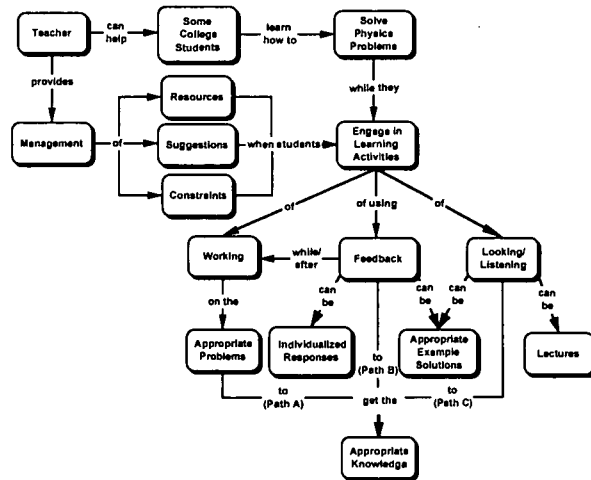 Teacher
can
help
Some
College
Students
learn
how to
Solve
Physics
Problems
provides
while they
Management
of
Resources
Suggestions
Constraints
when students
Engage in
Learning
Activities
of
of using
of
Working
while/
after
Feedback
Looking/
Listening
on the
can
be
can
be
can
be
can
be
Appropriate
Problems
Individualized
Responses
Appropriate
Example
Solutions
Lectures
to
(Path A)
to
(Path B)
get the
to
(Path C)
Appropriate
Knowledge